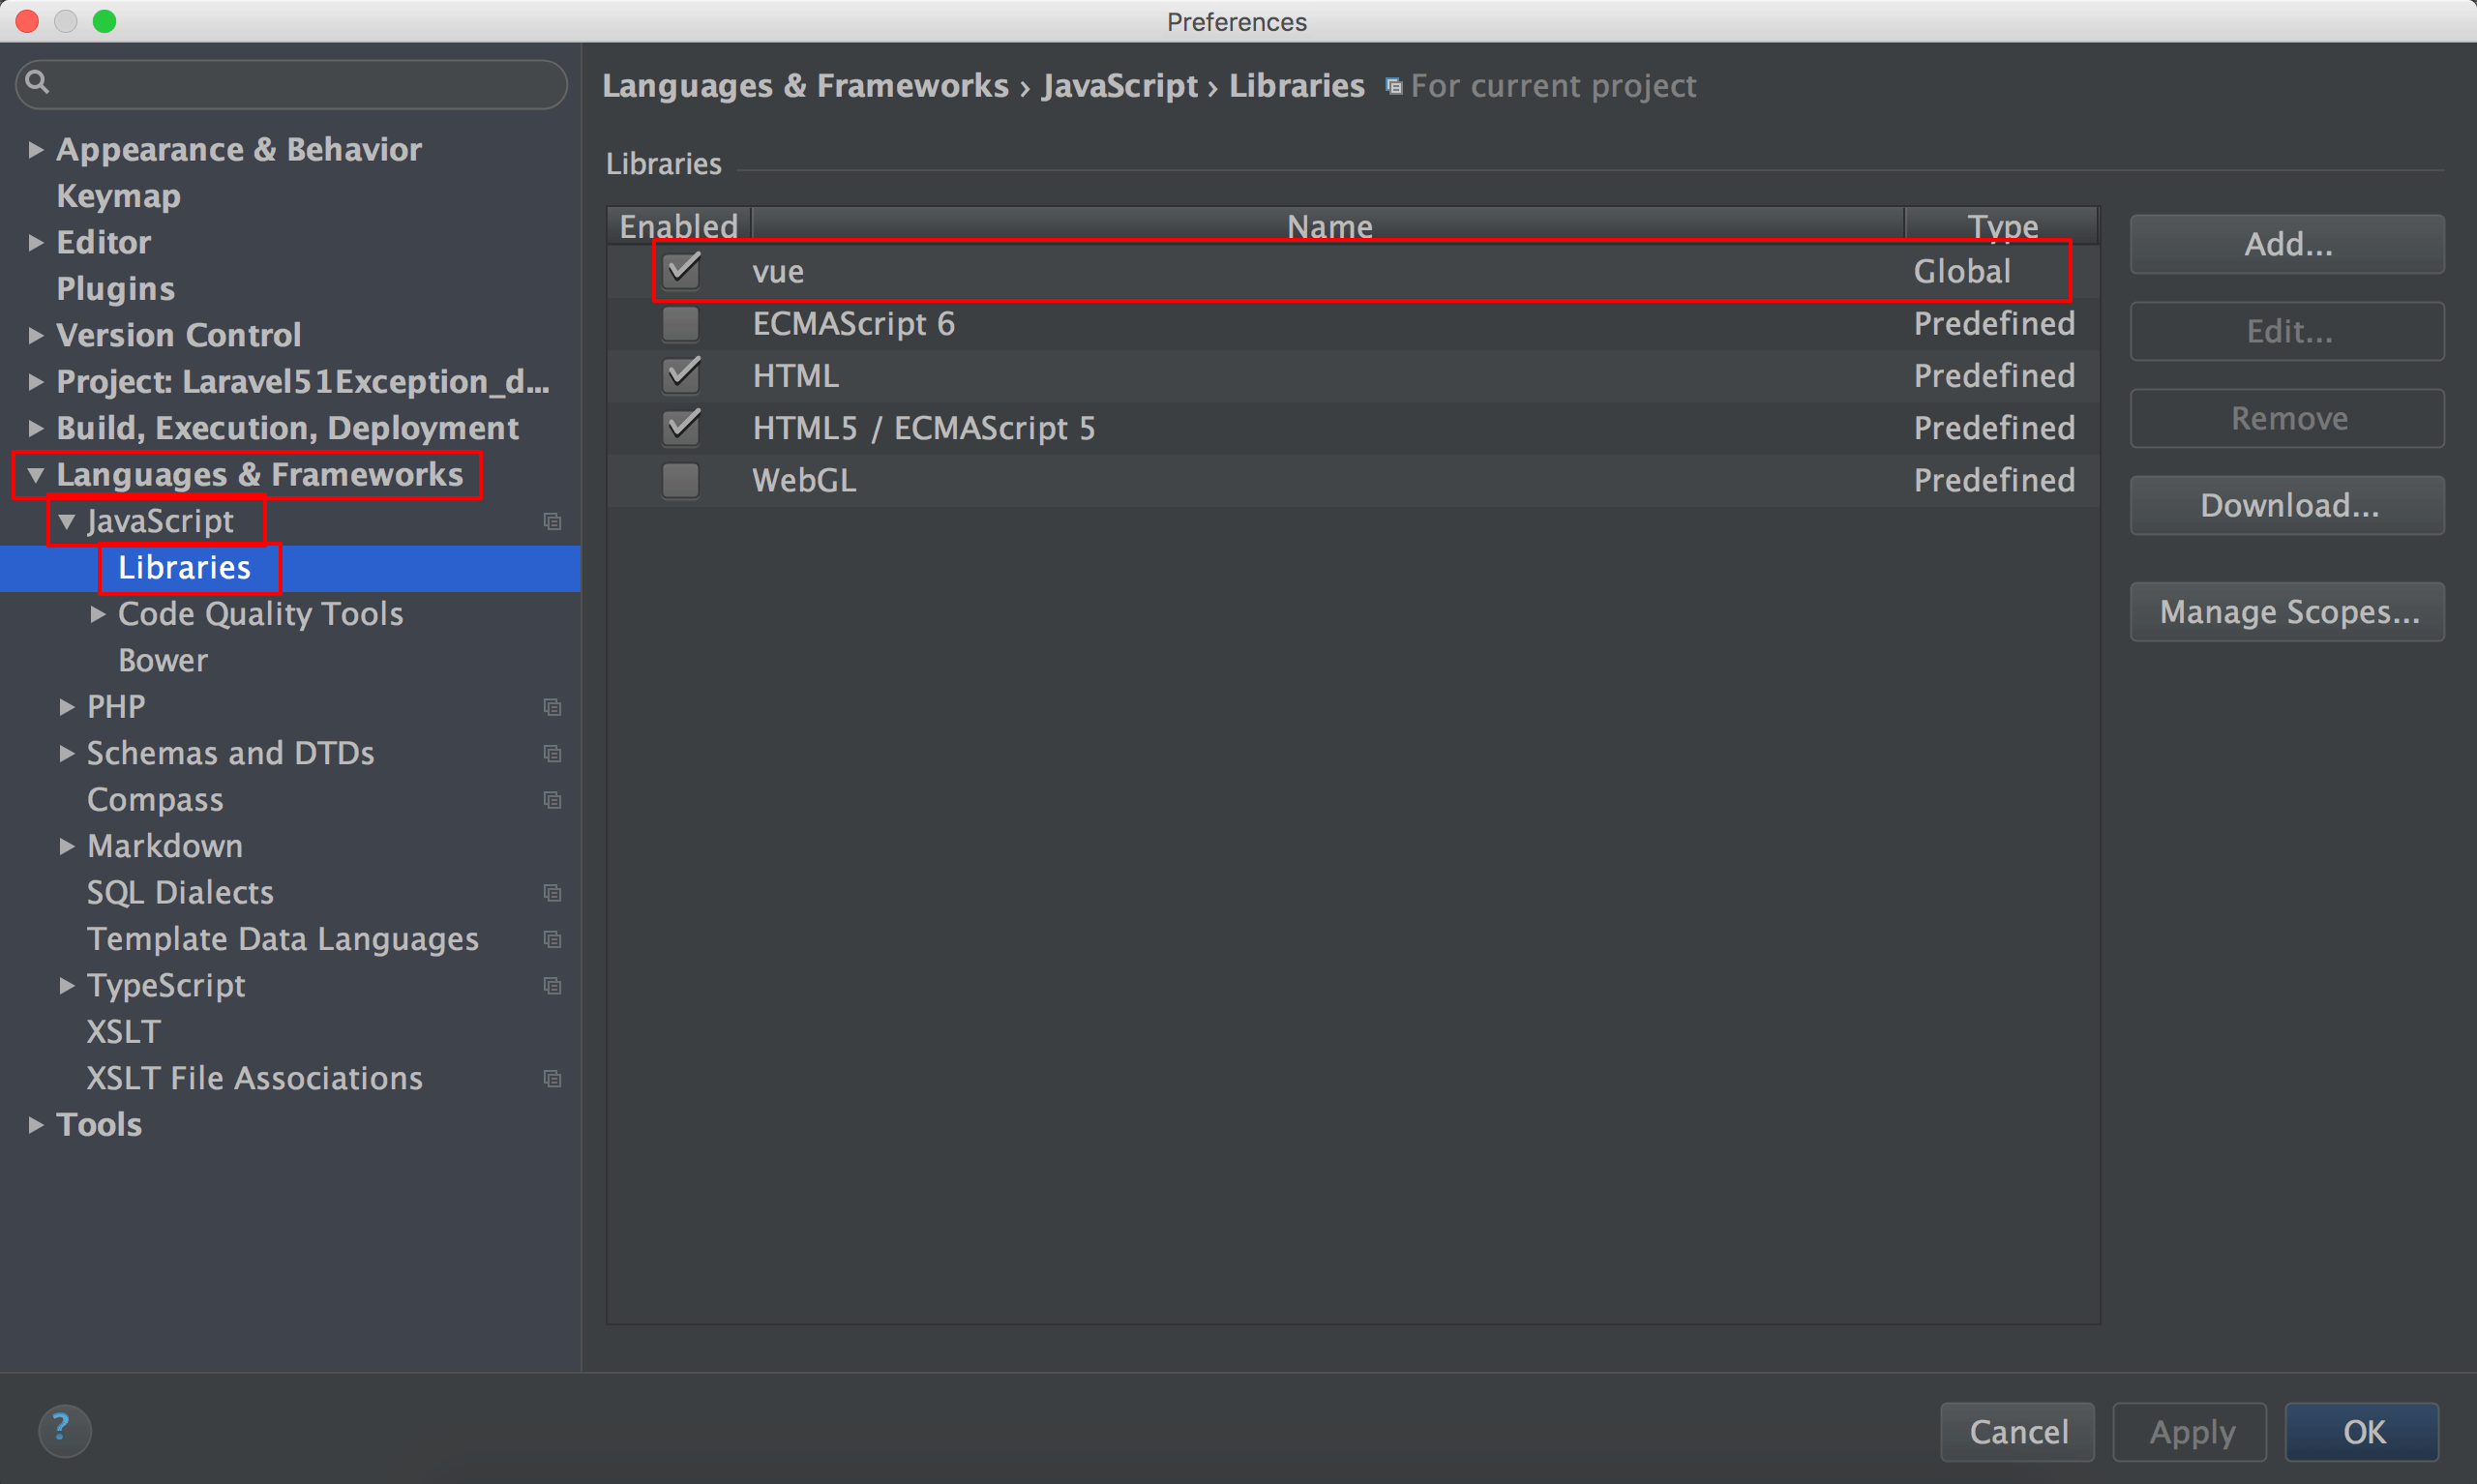 Preferences
Appearance & Behavior
Keymap
Editor
Plugins
Version Control
Project: Laravel51Exception_d...
Build, Execution, Deployment
Languages & Frameworks
JavaScript
Libraries
Code Quality Tools
Bower
PHP
Schemas and DTDs
Compass
Markdown
SQL Dialects
Template Data Languages
TypeScript
XSLT
XSLT File Associations
Tools
Languages & Frameworks › JavaScript › Libraries For current project
Libraries
Enabled Name Type
vue Global
ECMAScript 6 Predefined
HTML Predefined
HTML5 / ECMAScript 5 Predefined
WebGL Predefined
Add...
Edit...
Remove
Download...
Manage Scopes...
?
Cancel Apply OK